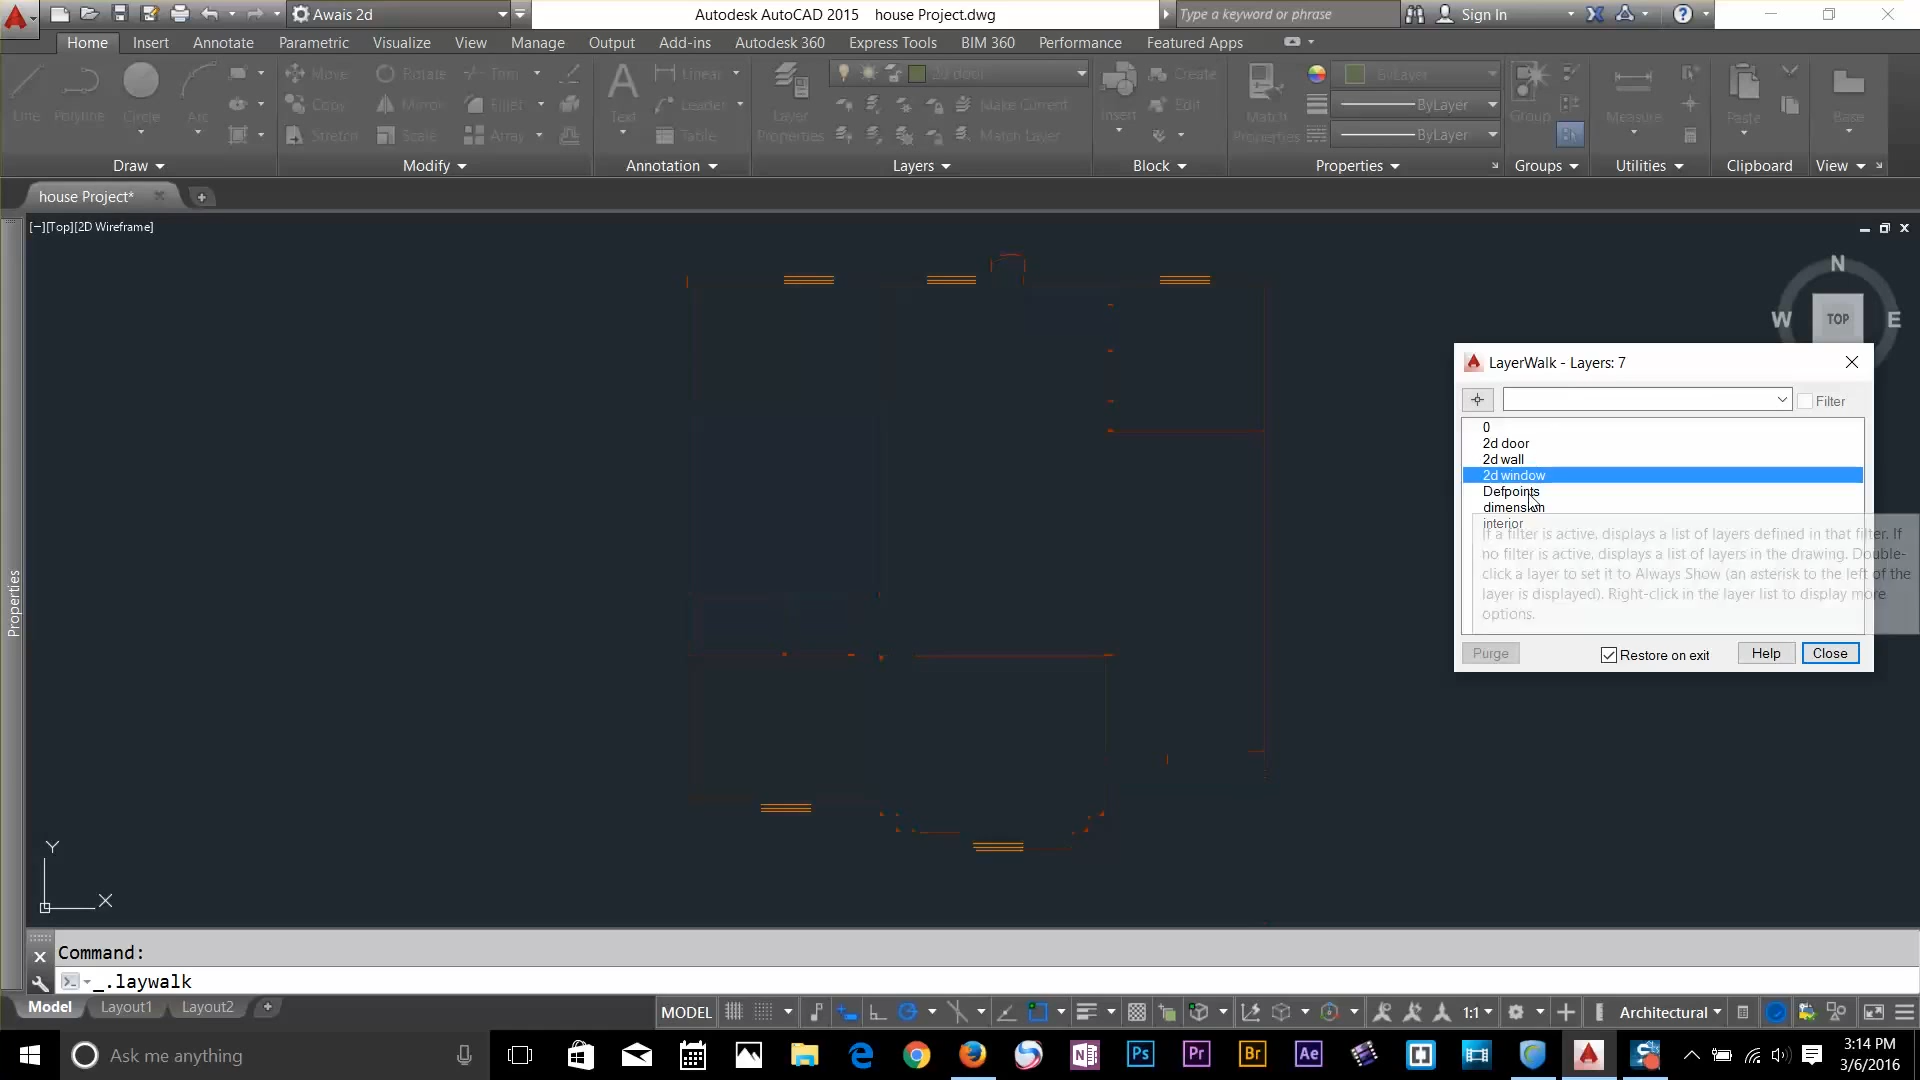 Awais 2d
Autodesk AutoCAD 2015 house Project.dwg
Type a keyword or phrase
Sign In
Home Insert Annotate Parametric Visualize View Manage Output Add-ins Autodesk 360 Express Tools BIM 360 Performance Featured Apps
Line Polyline Circle Arc
Move Rotate Trim
Copy Mirror Fillet
Stretch Scale Array
Text Linear
Leader
Table
Layer
Properties
2D door
Make Current
Match Layer
Insert Create
Edit
Match
Properties
ByLayer
ByLayer
ByLayer
Group Measure Paste Base
Draw Modify Annotation Layers Block Properties Groups Utilities Clipboard View
house Project*
[−][Top][2D Wireframe]
N
W TOP E
Properties
LayerWalk - Layers: 7
Filter
0
2d door
2d wall
2d window
Defpoints
dimension
interior
If a filter is active, displays a list of layers defined in that filter. If
no filter is active, displays a list of layers in the drawing. Double-
click a layer to set it to Always Show (an asterisk to the left of the
layer is displayed). Right-click in the layer list to display more
options.
Purge Restore on exit Help Close
Y
X
Command:
_.laywalk
Model Layout1 Layout2
MODEL 1:1 Architectural
Ask me anything
Ps Pr Br Ae
3:14 PM
3/6/2016